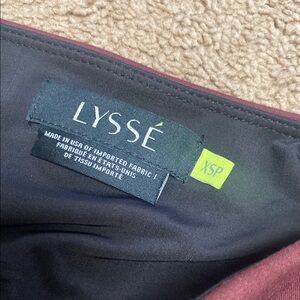 LYSSÉ
XSP
MADE IN USA OF IMPORTED FABRIC /
FABRIQUÉ EN ÉTATS-UNIS
DE TISSU IMPORTÉ